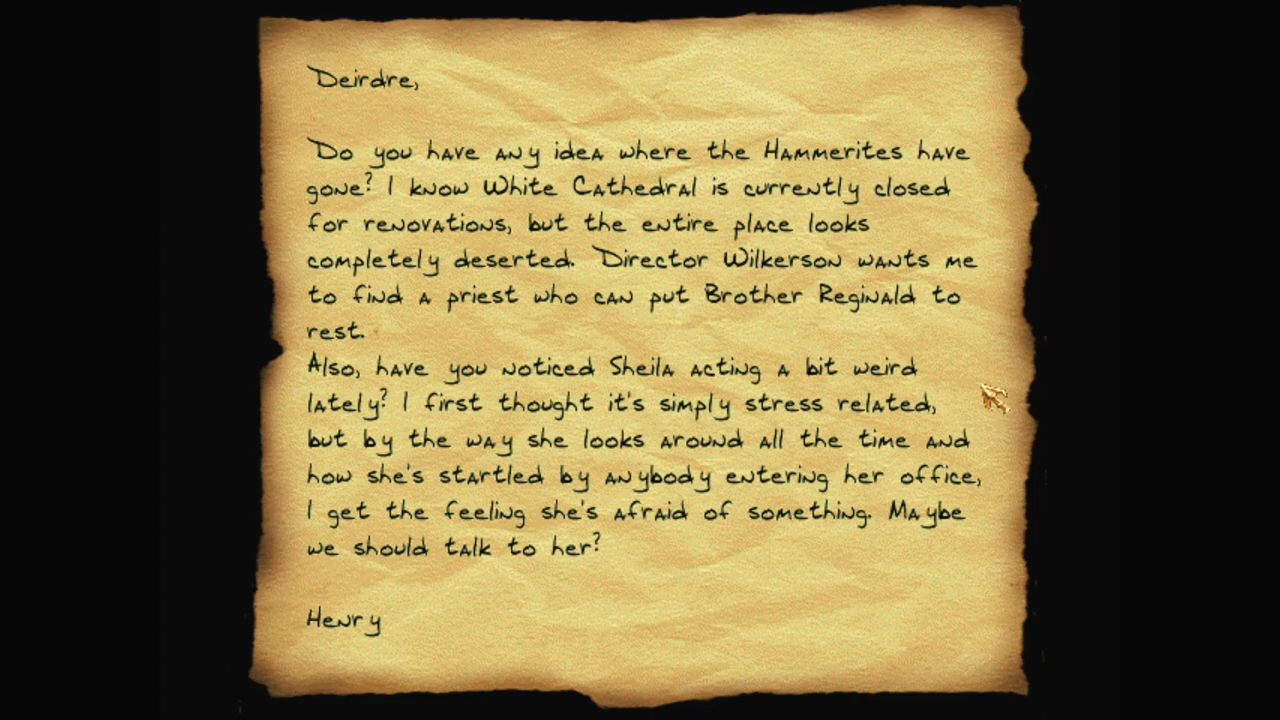 Deirdre,
Do you have any idea where the Hammerites have
gone? I know White Cathedral is currently closed
for renovations, but the entire place looks
completely deserted. Director Wilkerson wants me
to find a priest who can put Brother Reginald to
rest.
Also, have you noticed Sheila acting a bit weird
lately? I first thought it's simply stress related,
but by the way she looks around all the time and
how she's startled by anybody entering her office,
I get the feeling she's afraid of something. Maybe
we should talk to her?
Henry